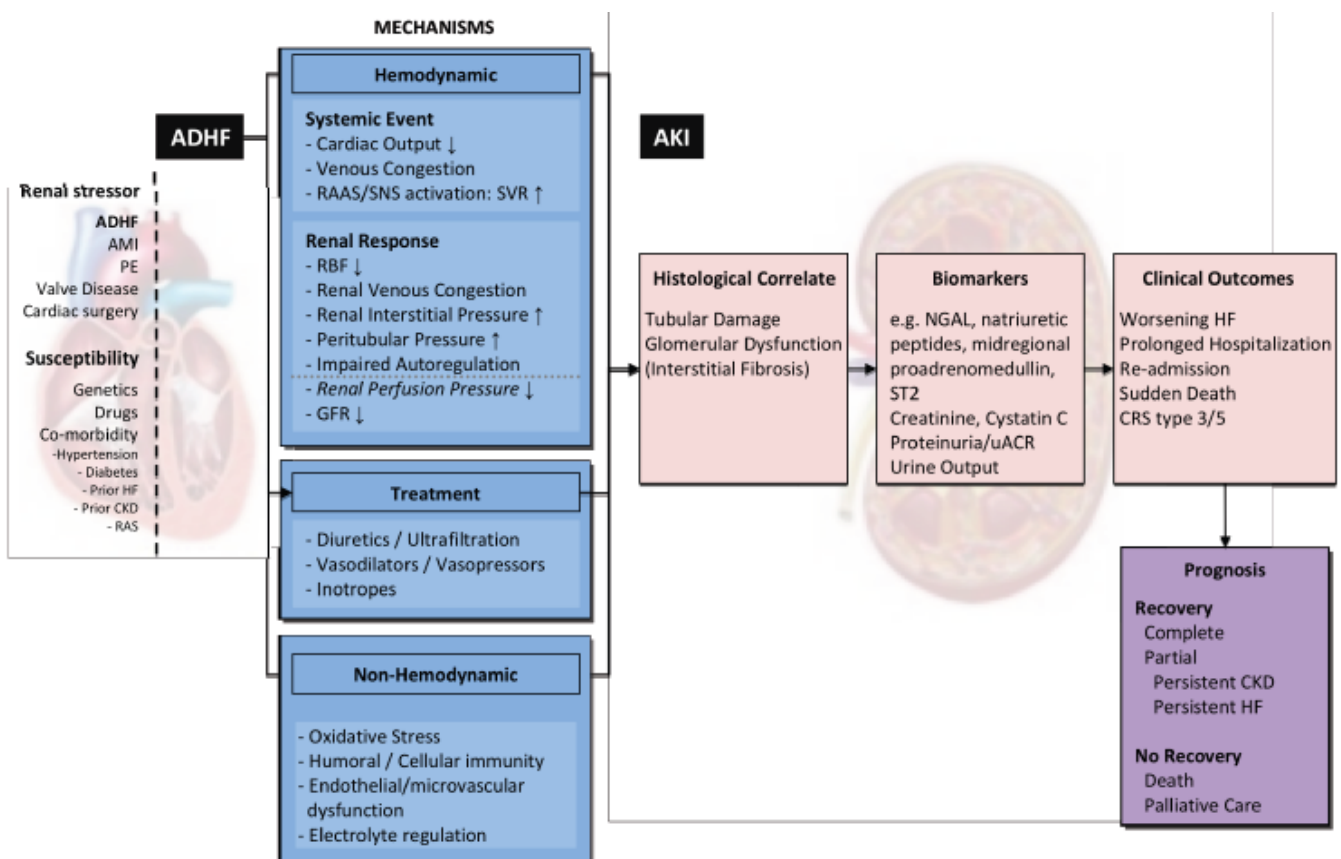 MECHANISMS
ADHF
Renal stressor
ADHF
AMI
PE
Valve Disease
Cardiac surgery
Susceptibility
Genetics
Drugs
Co-morbidity
-Hypertension
- Diabetes
- Prior HF
- Prior CKD
- RAS
Hemodynamic
Systemic Event
- Cardiac Output ↓
- Venous Congestion
- RAAS/SNS activation: SVR ↑
Renal Response
- RBF ↓
- Renal Venous Congestion
- Renal Interstitial Pressure ↑
- Peritubular Pressure ↑
- Impaired Autoregulation
- Renal Perfusion Pressure ↓
- GFR ↓
Treatment
- Diuretics / Ultrafiltration
- Vasodilators / Vasopressors
- Inotropes
Non-Hemodynamic
- Oxidative Stress
- Humoral / Cellular immunity
- Endothelial/microvascular
dysfunction
- Electrolyte regulation
AKI
Histological Correlate
Tubular Damage
Glomerular Dysfunction
(Interstitial Fibrosis)
Biomarkers
e.g. NGAL, natriuretic
peptides, midregional
proadrenomedullin,
ST2
Creatinine, Cystatin C
Proteinuria/uACR
Urine Output
Clinical Outcomes
Worsening HF
Prolonged Hospitalization
Re-admission
Sudden Death
CRS type 3/5
Prognosis
Recovery
Complete
Partial
Persistent CKD
Persistent HF
No Recovery
Death
Palliative Care